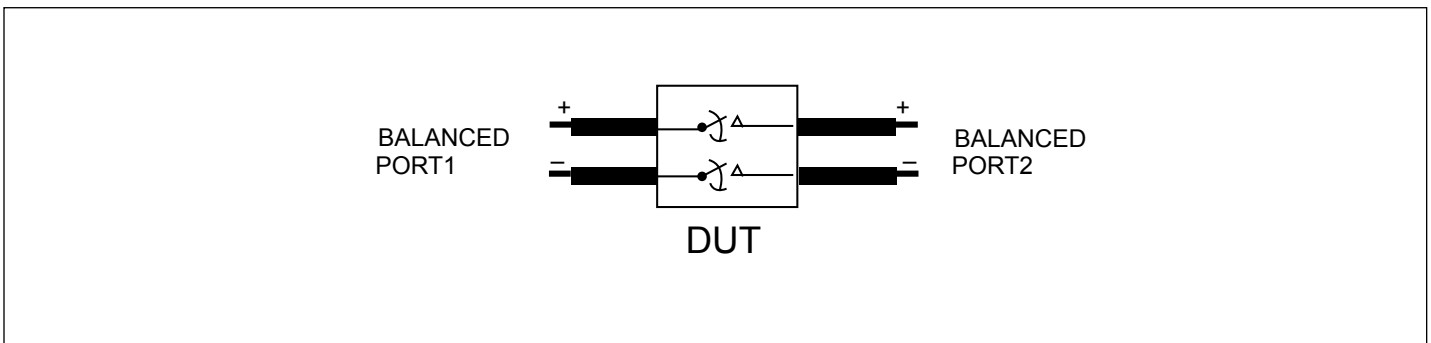 + +
BALANCED BALANCED
PORT1 – – PORT2
DUT